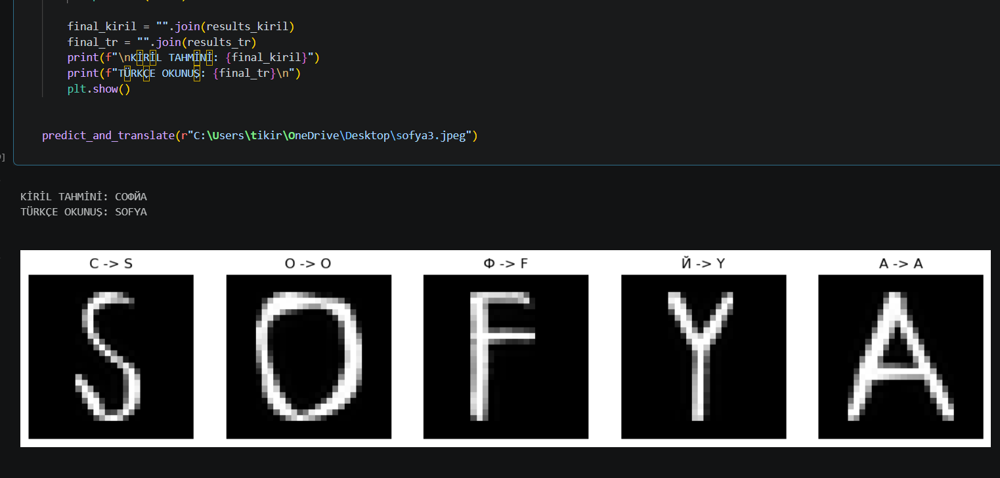 final_kiril = "".join(results_kiril)
final_tr = "".join(results_tr)
print(f"\nKİRİL TAHMİNİ: {final_kiril}")
print(f"TÜRKÇE OKUNUŞ: {final_tr}\n")
plt.show()
predict_and_translate(r"C:\Users\tikir\OneDrive\Desktop\sofya3.jpeg")
KİRİL TAHMİNİ: СОФЙА
TÜRKÇE OKUNUŞ: SOFYA
С -> S О -> O Ф -> F Й -> Y А -> A
S O F Y A